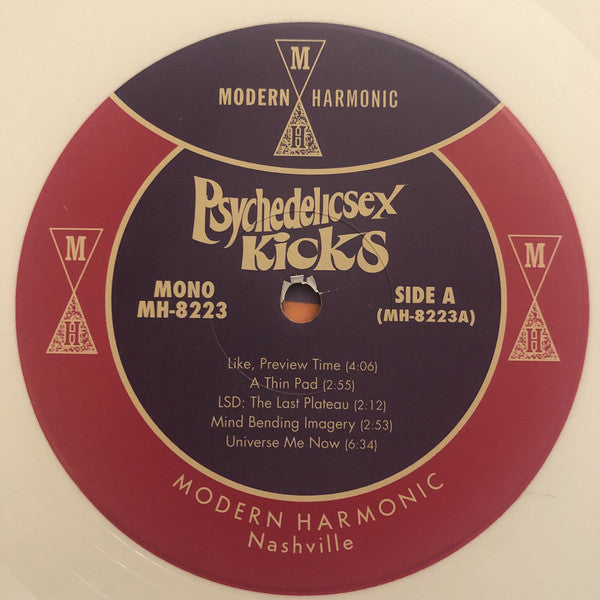 M
MODERN HARMONIC
H
Psychedelicsex
Kicks
M
H
M
H
MONO
MH-8223
SIDE A
(MH-8223A)
Like, Preview Time (4:06)
A Thin Pad (2:55)
LSD: The Last Plateau (2:12)
Mind Bending Imagery (2:53)
Universe Me Now (6:34)
MODERN HARMONIC
Nashville